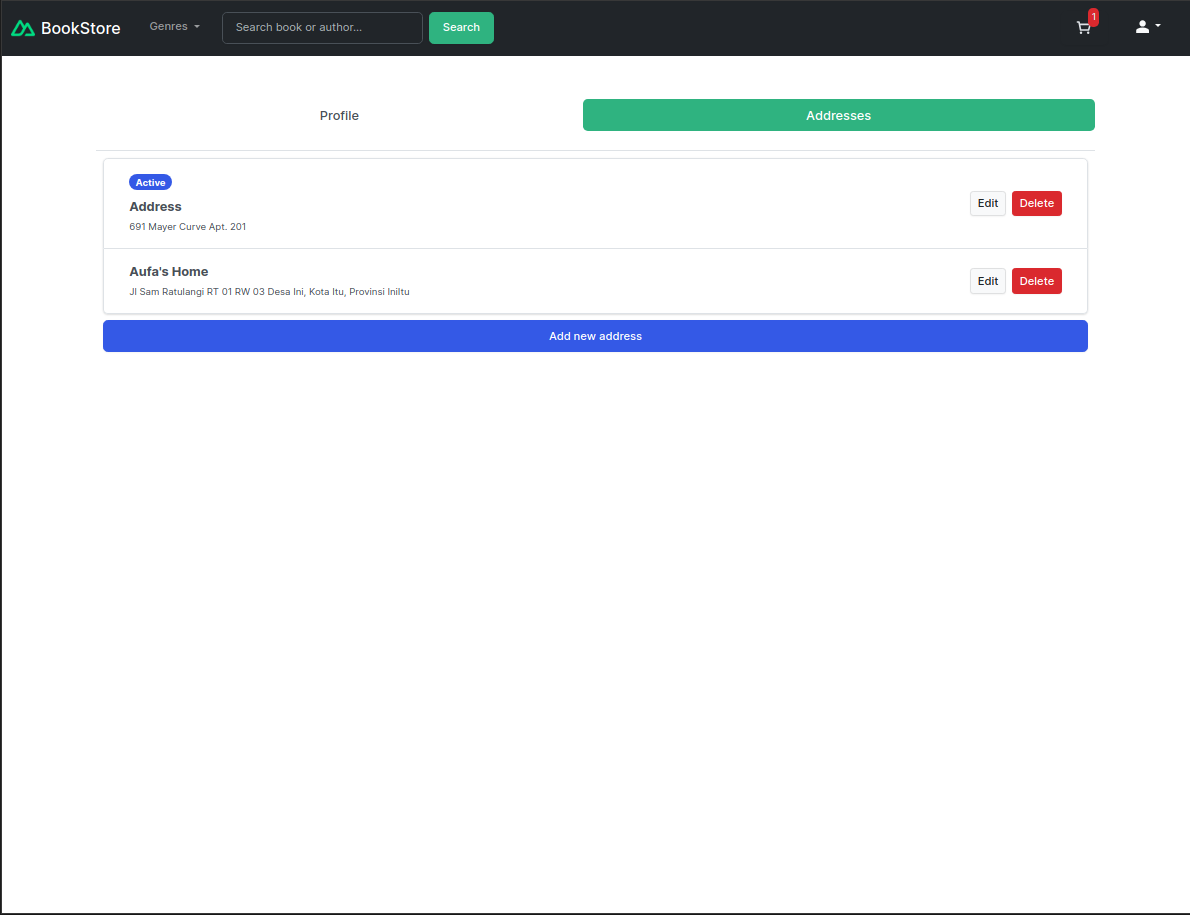 BookStore
Genres
Search book or author...
Search
1
Profile
Addresses
Active
Address
691 Mayer Curve Apt. 201
Edit
Delete
Aufa's Home
Jl Sam Ratulangi RT 01 RW 03 Desa Ini, Kota Itu, Provinsi IniItu
Edit
Delete
Add new address